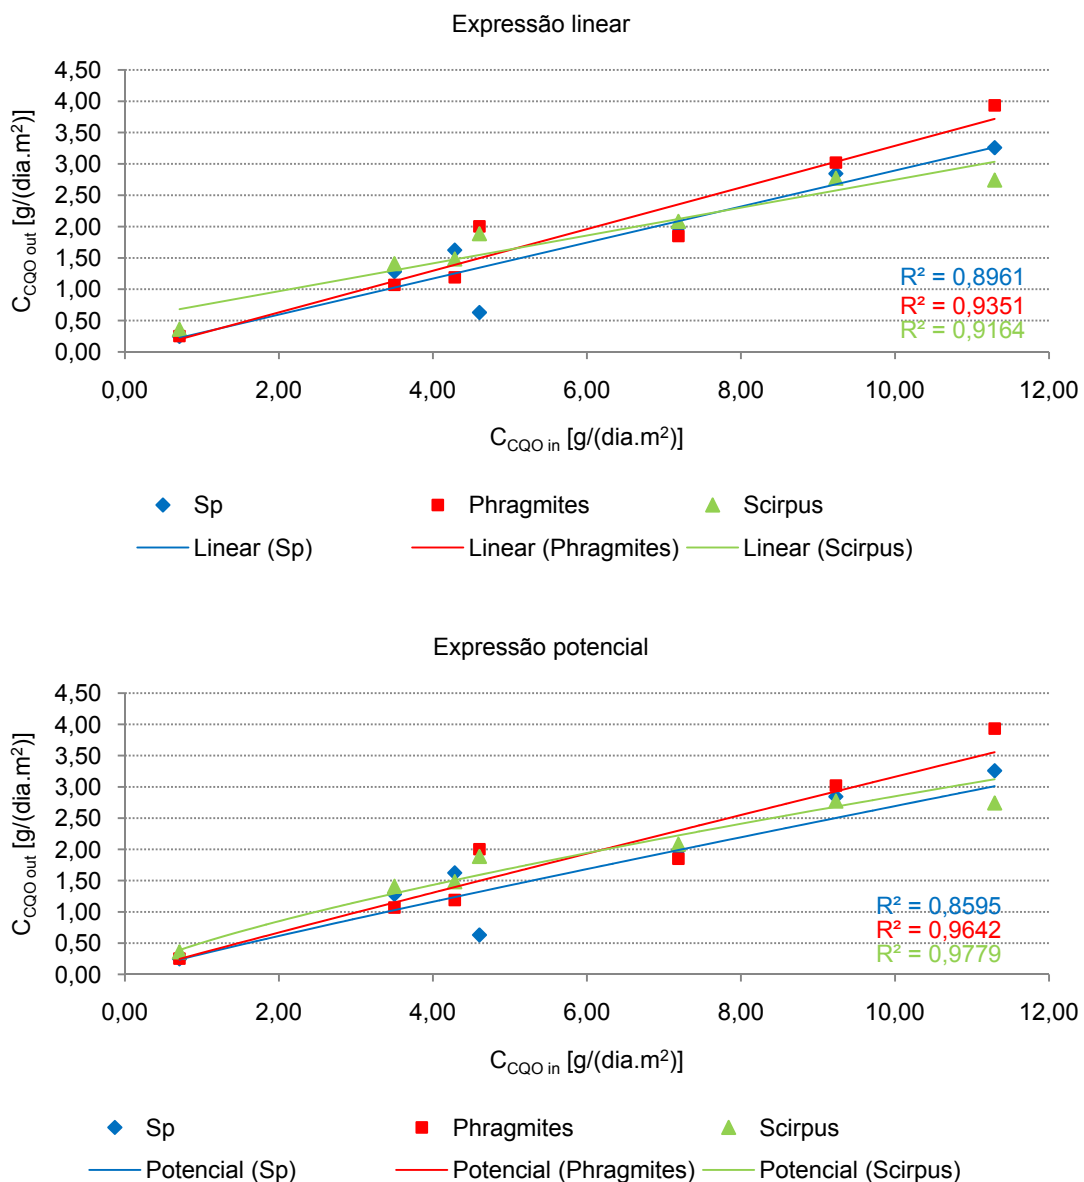 Expressão linear
4,50
4,00
3,50
3,00
2,50
2,00
1,50
1,00
0,50
0,00
C_CQO out [g/(dia.m²)]
R² = 0,8961
R² = 0,9351
R² = 0,9164
0,00 2,00 4,00 6,00 8,00 10,00 12,00
C_CQO in [g/(dia.m²)]
Sp Phragmites Scirpus
Linear (Sp) Linear (Phragmites) Linear (Scirpus)
Expressão potencial
4,50
4,00
3,50
3,00
2,50
2,00
1,50
1,00
0,50
0,00
C_CQO out [g/(dia.m²)]
R² = 0,8595
R² = 0,9642
R² = 0,9779
0,00 2,00 4,00 6,00 8,00 10,00 12,00
C_CQO in [g/(dia.m²)]
Sp Phragmites Scirpus
Potencial (Sp) Potencial (Phragmites) Potencial (Scirpus)